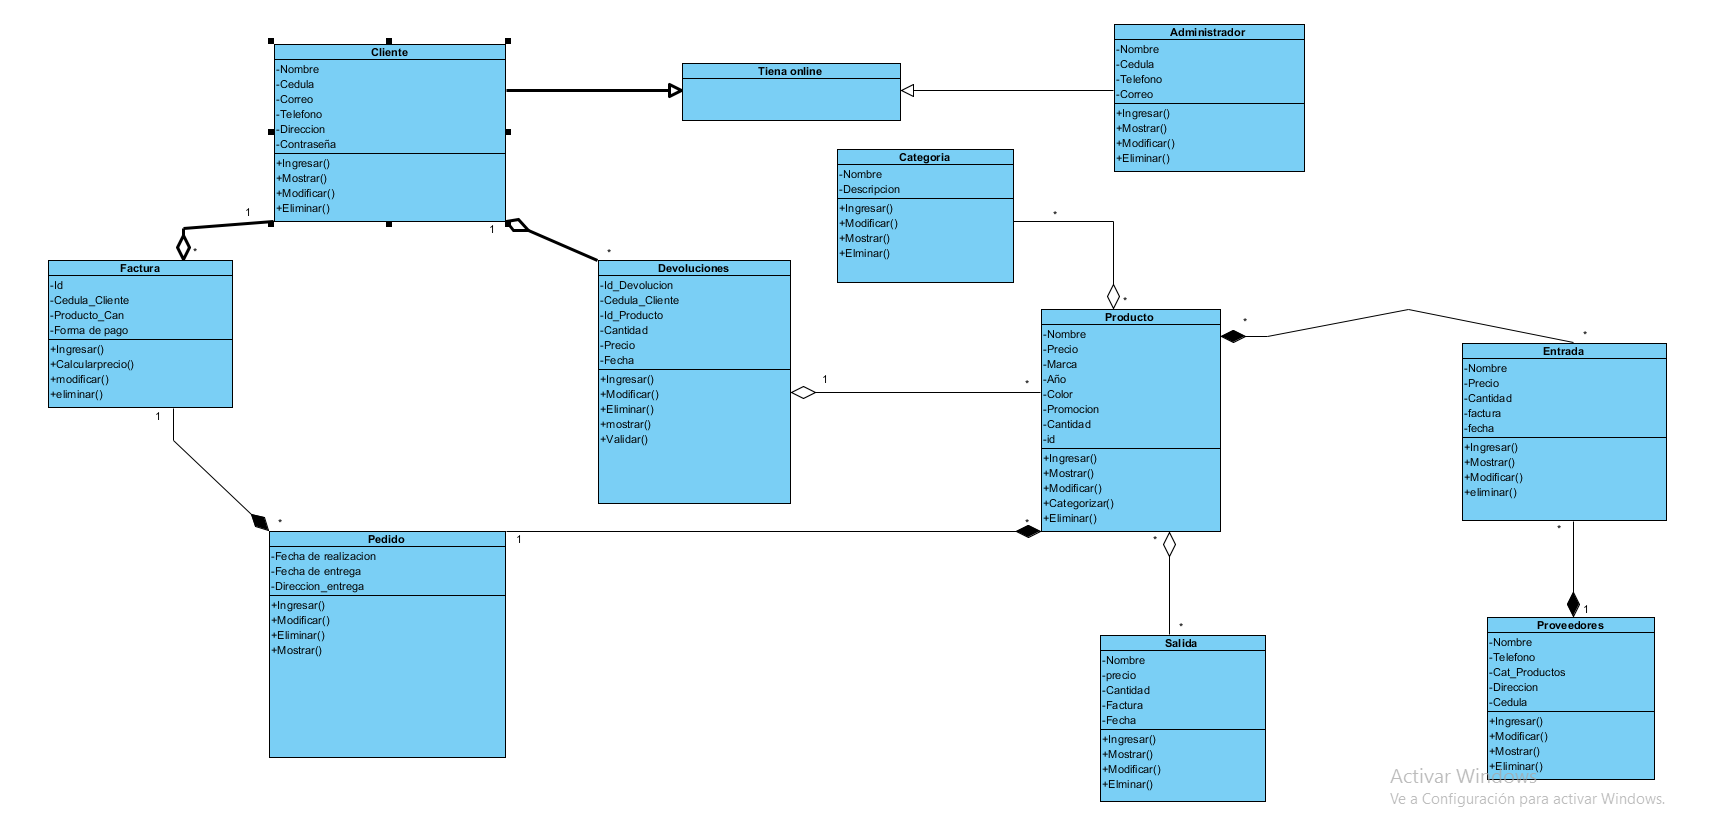 Cliente
-Nombre
-Cedula
-Correo
-Telefono
-Direccion
-Contraseña
+Ingresar()
+Mostrar()
+Modificar()
+Eliminar()
Tiena online
Administrador
-Nombre
-Cedula
-Telefono
-Correo
+Ingresar()
+Mostrar()
+Modificar()
+Eliminar()
Categoria
-Nombre
-Descripcion
+Ingresar()
+Modificar()
+Mostrar()
+Elminar()
1
*
1
*
*
*
Factura
-Id
-Cedula_Cliente
-Producto_Can
-Forma de pago
+Ingresar()
+Calcularprecio()
+modificar()
+eliminar()
Devoluciones
-Id_Devolucion
-Cedula_Cliente
-Id_Producto
-Cantidad
-Precio
-Fecha
+Ingresar()
+Modificar()
+Eliminar()
+mostrar()
+Validar()
1
*
Producto
-Nombre
-Precio
-Marca
-Año
-Color
-Promocion
-Cantidad
-id
+Ingresar()
+Mostrar()
+Modificar()
+Categorizar()
+Eliminar()
*
*
Entrada
-Nombre
-Precio
-Cantidad
-factura
-fecha
+Ingresar()
+Mostrar()
+Modificar()
+eliminar()
1
*
1
*
Pedido
-Fecha de realizacion
-Fecha de entrega
-Direccion_entrega
+Ingresar()
+Modificar()
+Eliminar()
+Mostrar()
*
*
Salida
-Nombre
-precio
-Cantidad
-Factura
-Fecha
+Ingresar()
+Mostrar()
+Modificar()
+Elminar()
*
1
Proveedores
-Nombre
-Telefono
-Cat_Productos
-Direccion
-Cedula
+Ingresar()
+Modificar()
+Mostrar()
+Eliminar()
Activar Windows
Ve a Configuración para activar Windows.